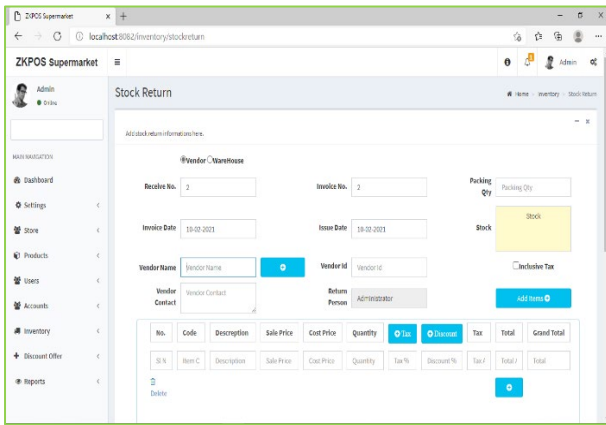 ZKPOS Supermarket
localhost:8082/inventory/stockreturn
ZKPOS Supermarket
Admin
Admin
Online
Stock Return
Home
Inventory
Stock Return
Add stock return informations here.
MAIN NAVIGATION
Dashboard
Settings
Store
Products
Users
Accounts
Inventory
Discount Offer
Reports
Vendor WareHouse
Receive No. 2
Invoice No. 2
Packing Qty Packing Qty.
Invoice Date 10-02-2021
Issue Date 10-02-2021
Stock Stock
Vendor Name Vendor Name
Vendor Id Vendor Id
Inclusive Tax
Vendor Contact Vendor Contact
Return Person Administrator
Add Items
No. Code Descreption Sale Price Cost Price Quantity Tax Discount Tax Total Grand Total
Sl N Item C Description Sale Price Cost Price Quantity Tax % Discount % Tax / Total / Total
Delete